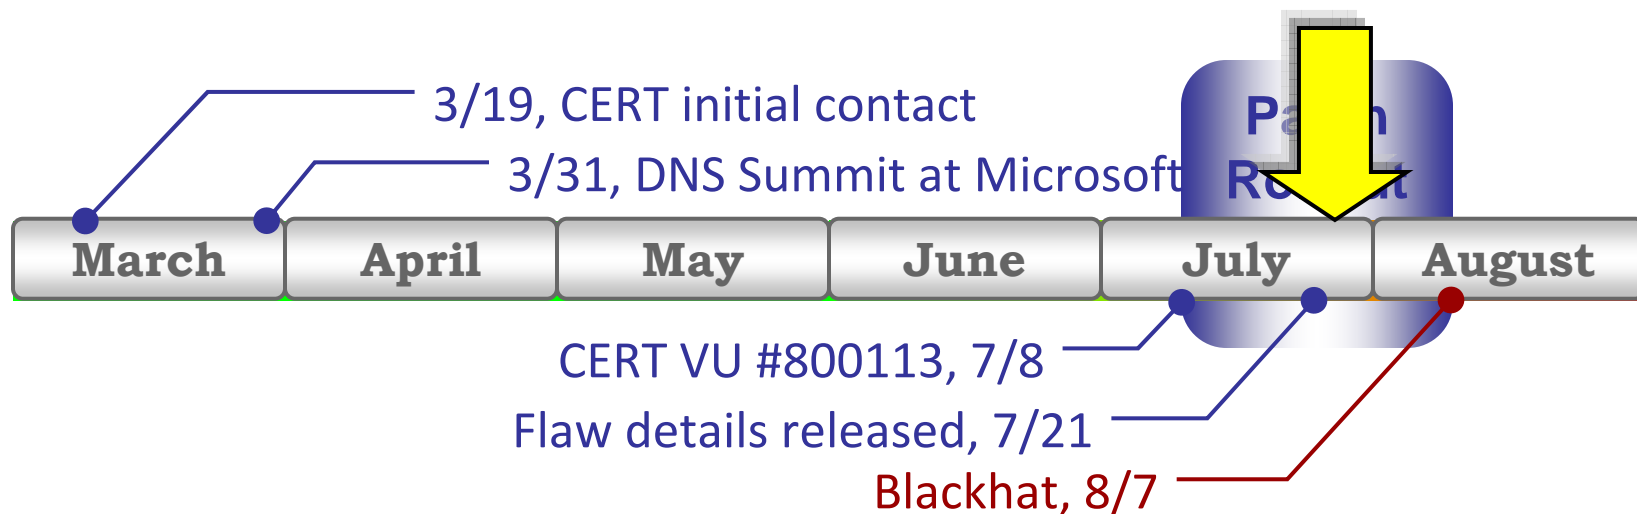 3/19, CERT initial contact
3/31, DNS Summit at Microsoft
March April May June July August
CERT VU #800113, 7/8
Flaw details released, 7/21
Blackhat, 8/7